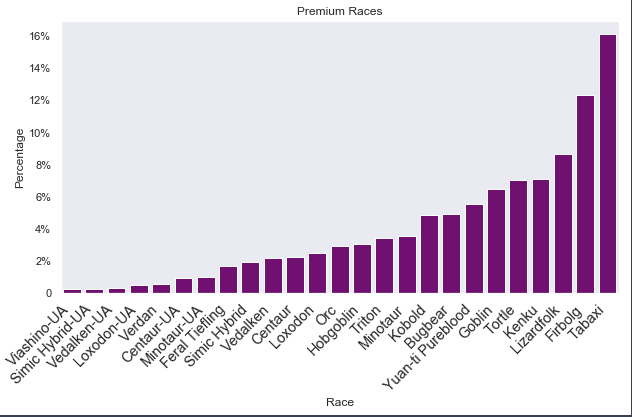 Premium Races
16%
14%
12%
10%
8%
6%
4%
2%
0
Percentage
Viashino-UA
Simic Hybrid-UA
Vedalken-UA
Loxodon-UA
Verdan
Centaur-UA
Minotaur-UA
Feral Tiefling
Simic Hybrid
Vedalken
Centaur
Loxodon
Orc
Hobgoblin
Triton
Minotaur
Kobold
Bugbear
Yuan-ti Pureblood
Goblin
Tortle
Kenku
Lizardfolk
Firbolg
Tabaxi
Race